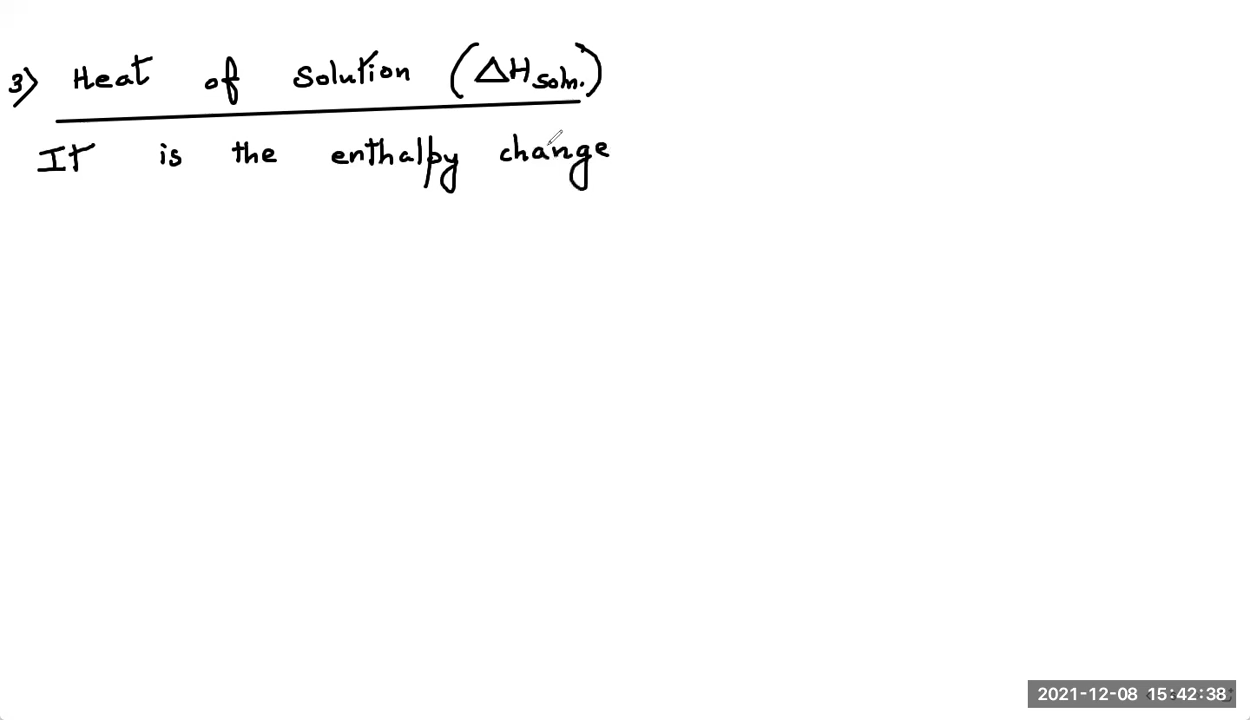 3) Heat of solution (ΔHsoln.)
It is the enthalpy change
2021-12-08 15:42:38